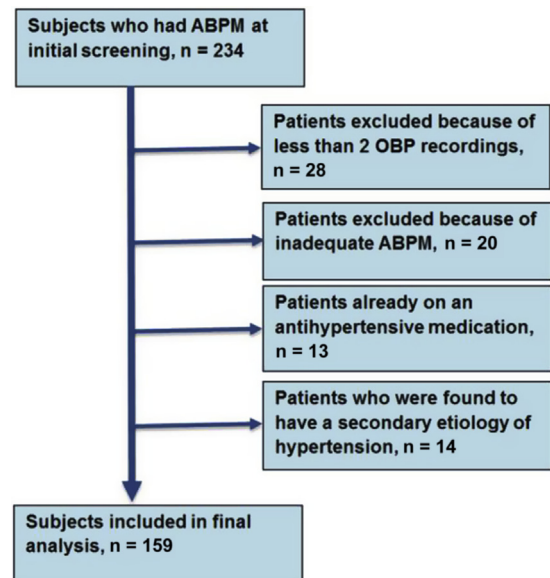 Subjects who had ABPM at
initial screening, n = 234
Patients excluded because of
less than 2 OBP recordings,
n = 28
Patients excluded because of
inadequate ABPM, n = 20
Patients already on an
antihypertensive medication,
n = 13
Patients who were found to
have a secondary etiology of
hypertension, n = 14
Subjects included in final
analysis, n = 159